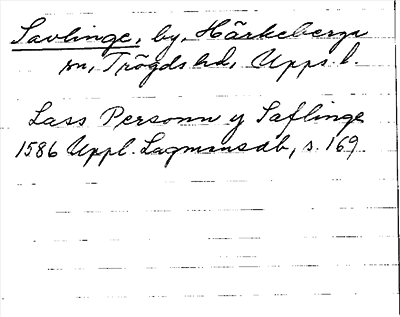 Savlinge, by, Härkeberga
sn, Trögds hd, Upps. l.
Lass Personn y Saflinge
1586 Uppl. Lagmansdb, s. 169.